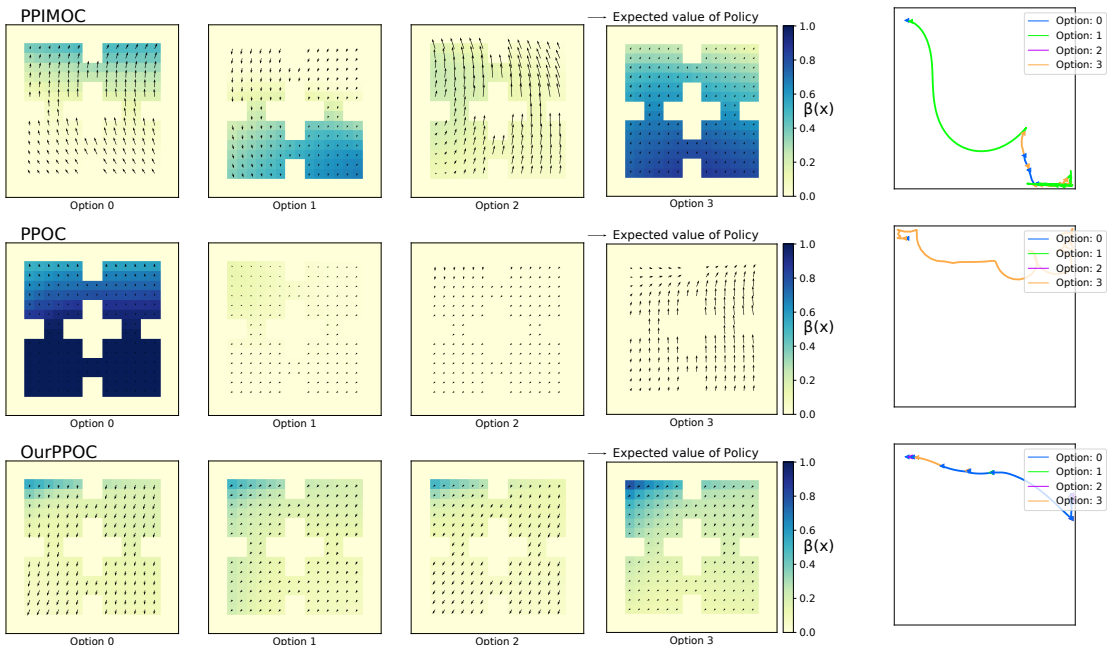 PPIMOC
Expected value of Policy
Option 0
Option 1
Option 2
Option 3
1.0
0.8
0.6
0.4
0.2
0.0
β(x)
Option: 0
Option: 1
Option: 2
Option: 3
PPOC
Expected value of Policy
Option 0
Option 1
Option 2
Option 3
1.0
0.8
0.6
0.4
0.2
0.0
β(x)
Option: 0
Option: 1
Option: 2
Option: 3
OurPPOC
Expected value of Policy
Option 0
Option 1
Option 2
Option 3
1.0
0.8
0.6
0.4
0.2
0.0
β(x)
Option: 0
Option: 1
Option: 2
Option: 3